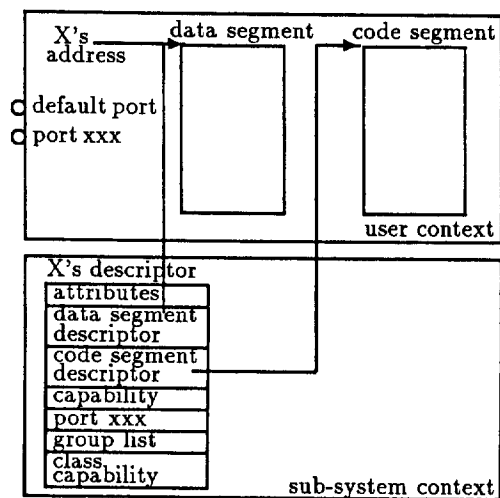 X's
address
data segment
code segment
default port
port xxx
user context
X's descriptor
attributes
data segment
descriptor
code segment
descriptor
capability
port xxx
group list
class
capability
sub-system context